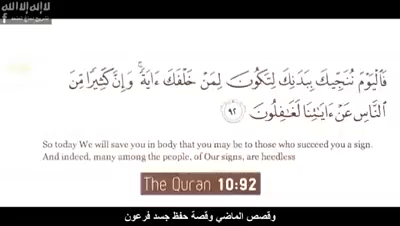 لا إله إلا الله
فَالْيَوْمَ نُنَجِّيكَ بِبَدَنِكَ لِتَكُونَ لِمَنْ خَلْفَكَ ءَايَةً ۚ وَإِنَّ كَثِيرًا مِّنَ
النَّاسِ عَنْ ءَايَٰتِنَا لَغَٰفِلُونَ ٩٢
So today We will save you in body that you may be to those who succeed you a sign.
And indeed, many among the people, of Our signs, are heedless
The Quran 10:92
وقصص الماضي وقصة حفظ جسد فرعون